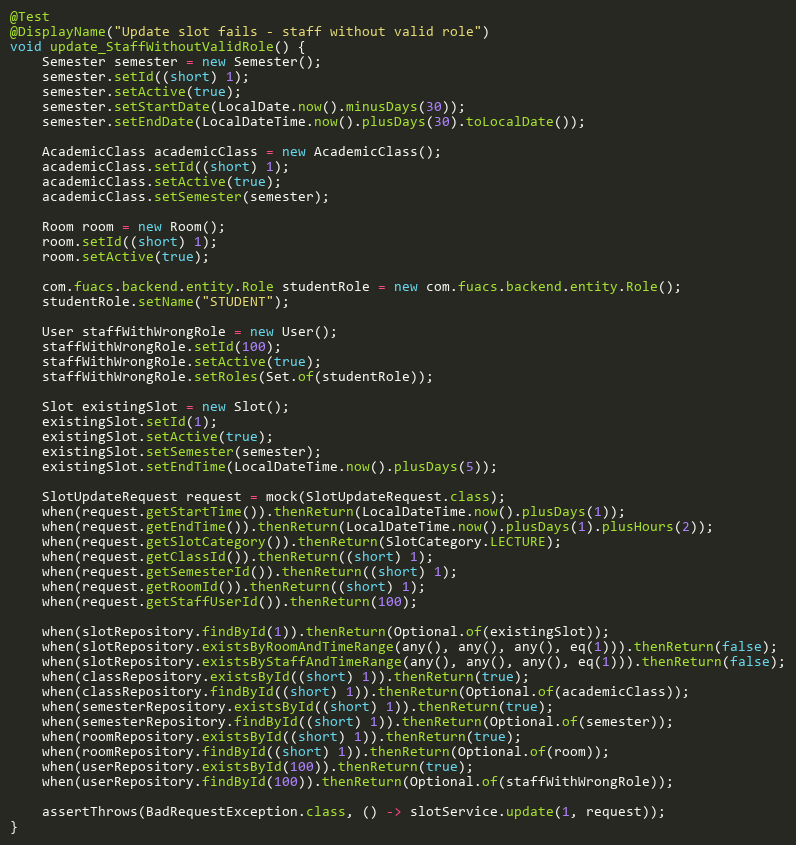 @Test
@DisplayName("Update slot fails - staff without valid role")
void update_StaffWithoutValidRole() {
    Semester semester = new Semester();
    semester.setId((short) 1);
    semester.setActive(true);
    semester.setStartDate(LocalDate.now().minusDays(30));
    semester.setEndDate(LocalDateTime.now().plusDays(30).toLocalDate());

    AcademicClass academicClass = new AcademicClass();
    academicClass.setId((short) 1);
    academicClass.setActive(true);
    academicClass.setSemester(semester);

    Room room = new Room();
    room.setId((short) 1);
    room.setActive(true);

    com.fuacs.backend.entity.Role studentRole = new com.fuacs.backend.entity.Role();
    studentRole.setName("STUDENT");

    User staffWithWrongRole = new User();
    staffWithWrongRole.setId(100);
    staffWithWrongRole.setActive(true);
    staffWithWrongRole.setRoles(Set.of(studentRole));

    Slot existingSlot = new Slot();
    existingSlot.setId(1);
    existingSlot.setActive(true);
    existingSlot.setSemester(semester);
    existingSlot.setEndTime(LocalDateTime.now().plusDays(5));

    SlotUpdateRequest request = mock(SlotUpdateRequest.class);
    when(request.getStartTime()).thenReturn(LocalDateTime.now().plusDays(1));
    when(request.getEndTime()).thenReturn(LocalDateTime.now().plusDays(1).plusHours(2));
    when(request.getSlotCategory()).thenReturn(SlotCategory.LECTURE);
    when(request.getClassId()).thenReturn((short) 1);
    when(request.getSemesterId()).thenReturn((short) 1);
    when(request.getRoomId()).thenReturn((short) 1);
    when(request.getStaffUserId()).thenReturn(100);

    when(slotRepository.findById(1)).thenReturn(Optional.of(existingSlot));
    when(slotRepository.existsByRoomAndTimeRange(any(), any(), any(), eq(1))).thenReturn(false);
    when(slotRepository.existsByStaffAndTimeRange(any(), any(), any(), eq(1))).thenReturn(false);
    when(classRepository.existsById((short) 1)).thenReturn(true);
    when(classRepository.findById((short) 1)).thenReturn(Optional.of(academicClass));
    when(semesterRepository.existsById((short) 1)).thenReturn(true);
    when(semesterRepository.findById((short) 1)).thenReturn(Optional.of(semester));
    when(roomRepository.existsById((short) 1)).thenReturn(true);
    when(roomRepository.findById((short) 1)).thenReturn(Optional.of(room));
    when(userRepository.existsById(100)).thenReturn(true);
    when(userRepository.findById(100)).thenReturn(Optional.of(staffWithWrongRole));

    assertThrows(BadRequestException.class, () -> slotService.update(1, request));
}